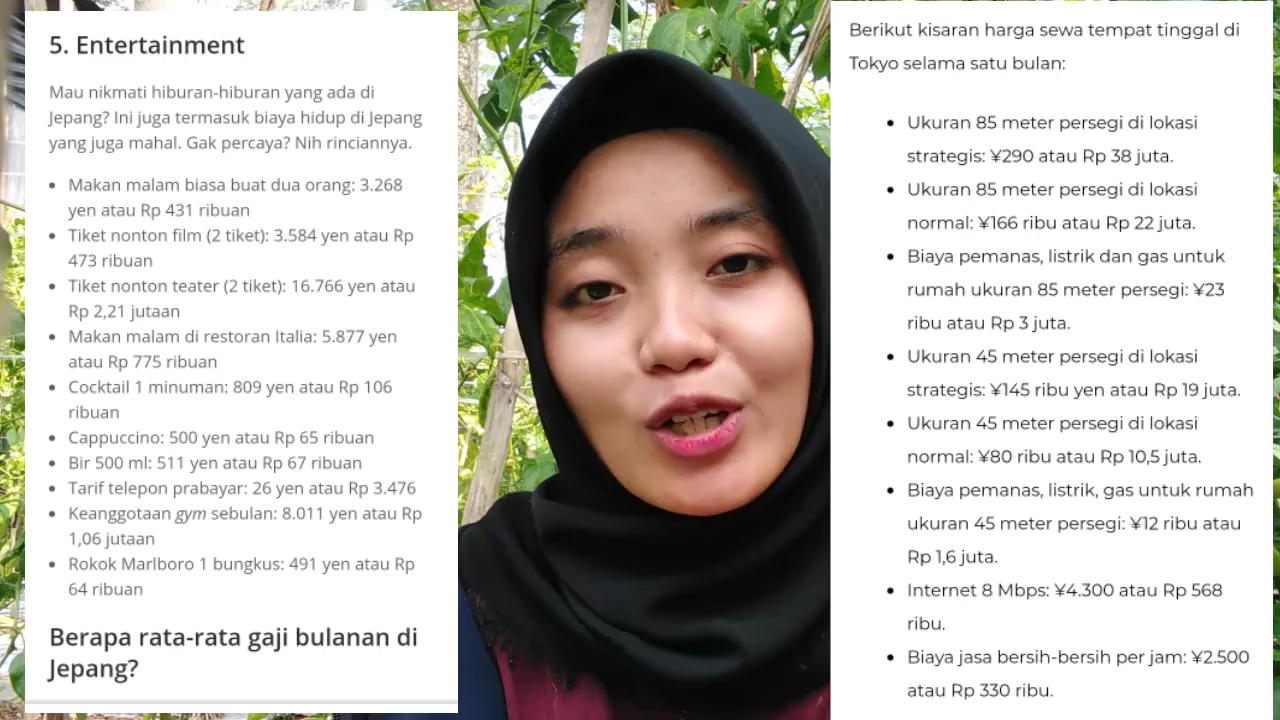 5. Entertainment
Mau nikmati hiburan-hiburan yang ada di
Jepang? Ini juga termasuk biaya hidup di Jepang
yang juga mahal. Gak percaya? Nih rinciannya.
• Makan malam biasa buat dua orang: 3.268
yen atau Rp 431 ribuan
• Tiket nonton film (2 tiket): 3.584 yen atau Rp
473 ribuan
• Tiket nonton teater (2 tiket): 16.766 yen atau
Rp 2,21 jutaan
• Makan malam di restoran Italia: 5.877 yen
atau Rp 775 ribuan
• Cocktail 1 minuman: 809 yen atau Rp 106
ribuan
• Cappuccino: 500 yen atau Rp 65 ribuan
• Bir 500 ml: 511 yen atau Rp 67 ribuan
• Tarif telepon prabayar: 26 yen atau Rp 3.476
• Keanggotaan gym sebulan: 8.011 yen atau Rp
1,06 jutaan
• Rokok Marlboro 1 bungkus: 491 yen atau Rp
64 ribuan
Berapa rata-rata gaji bulanan di
Jepang?
Berikut kisaran harga sewa tempat tinggal di
Tokyo selama satu bulan:
• Ukuran 85 meter persegi di lokasi
strategis: ¥290 atau Rp 38 juta.
• Ukuran 85 meter persegi di lokasi
normal: ¥166 ribu atau Rp 22 juta.
• Biaya pemanas, listrik dan gas untuk
rumah ukuran 85 meter persegi: ¥23
ribu atau Rp 3 juta.
• Ukuran 45 meter persegi di lokasi
strategis: ¥145 ribu yen atau Rp 19 juta.
• Ukuran 45 meter persegi di lokasi
normal: ¥80 ribu atau Rp 10,5 juta.
• Biaya pemanas, listrik, gas untuk rumah
ukuran 45 meter persegi: ¥12 ribu atau
Rp 1,6 juta.
• Internet 8 Mbps: ¥4.300 atau Rp 568
ribu.
• Biaya jasa bersih-bersih per jam: ¥2.500
atau Rp 330 ribu.